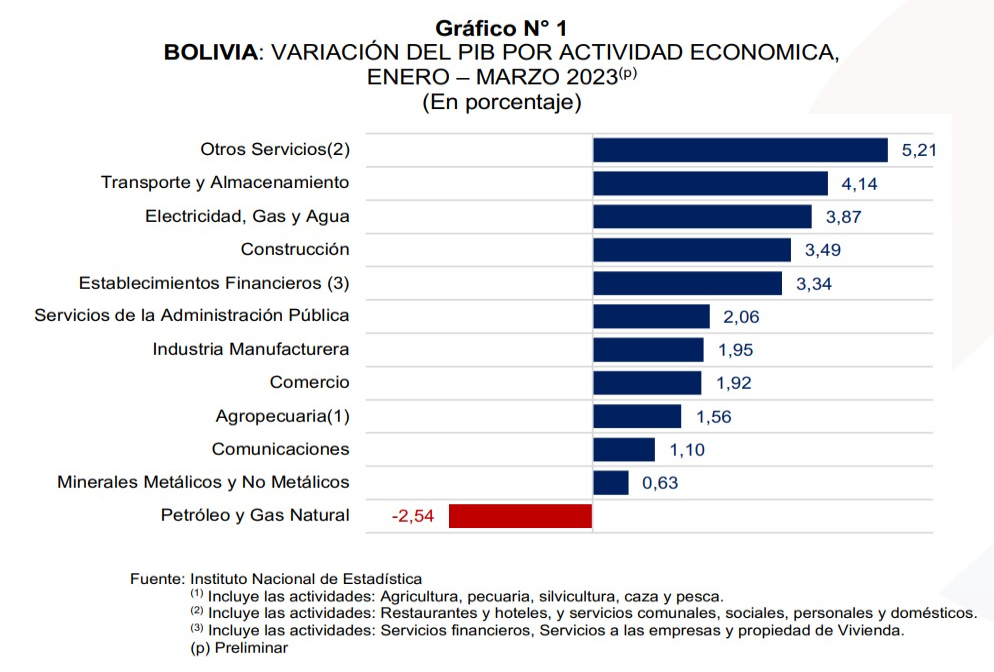 Gráfico N° 1
BOLIVIA: VARIACIÓN DEL PIB POR ACTIVIDAD ECONOMICA,
ENERO – MARZO 2023(p)
(En porcentaje)
Otros Servicios(2) 5,21
Transporte y Almacenamiento 4,14
Electricidad, Gas y Agua 3,87
Construcción 3,49
Establecimientos Financieros (3) 3,34
Servicios de la Administración Pública 2,06
Industria Manufacturera 1,95
Comercio 1,92
Agropecuaria(1) 1,56
Comunicaciones 1,10
Minerales Metálicos y No Metálicos 0,63
Petróleo y Gas Natural -2,54
Fuente: Instituto Nacional de Estadística
(1) Incluye las actividades: Agricultura, pecuaria, silvicultura, caza y pesca.
(2) Incluye las actividades: Restaurantes y hoteles, y servicios comunales, sociales, personales y domésticos.
(3) Incluye las actividades: Servicios financieros, Servicios a las empresas y propiedad de Vivienda.
(p) Preliminar